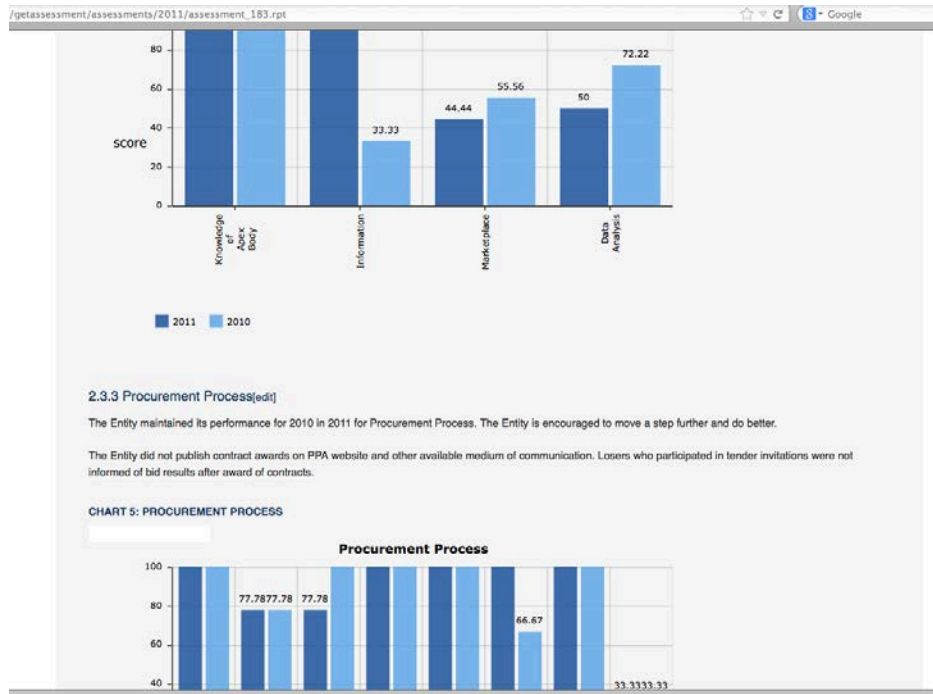 /getassessment/assessments/2011/assessment_183.rpt
Google
80
72.22
60
55.56
50
44.44
40
33.33
score
20
0
Knowledge of Apex Body
Information
Marketplace
Data Analysis
2011 2010
2.3.3 Procurement Process[edit]
The Entity maintained its performance for 2010 in 2011 for Procurement Process. The Entity is encouraged to move a step further and do better.
The Entity did not publish contract awards on PPA website and other available medium of communication. Losers who participated in tender invitations were not
informed of bid results after award of contracts.
CHART 5: PROCUREMENT PROCESS
Procurement Process
100
77.78 77.78 77.78
80
66.67
60
40
33.33 33.33